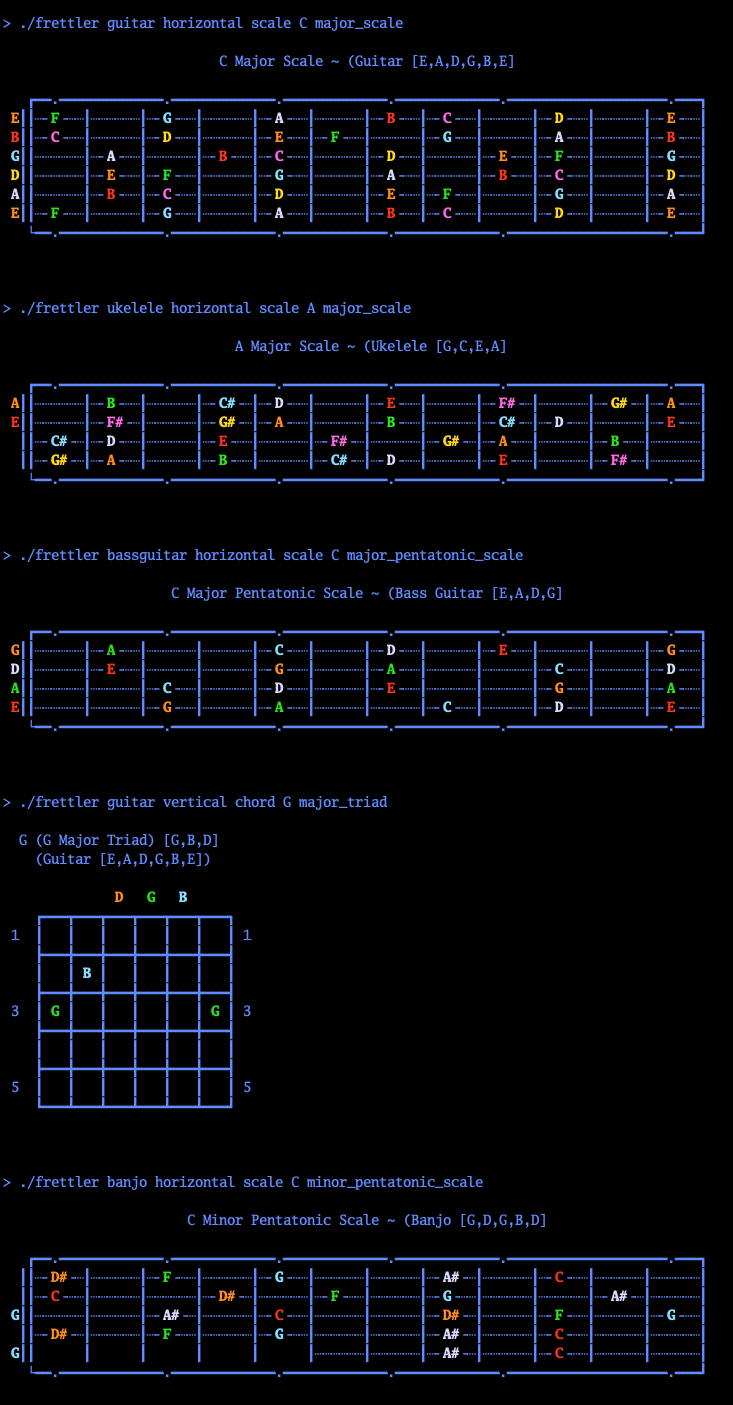 > ./frettler guitar horizontal scale C major_scale
C Major Scale ~ (Guitar [E,A,D,G,B,E]
E F G A B C D E
B C D E F G A B
G A B C D E F G
D E F G A B C D
A B C D E F G A
E F G A B C D E
> ./frettler ukelele horizontal scale A major_scale
A Major Scale ~ (Ukelele [G,C,E,A]
A B C# D E F# G# A
E F# G# A B C# D E
C# D E F# G# A B
G# A B C# D E F#
> ./frettler bassguitar horizontal scale C major_pentatonic_scale
C Major Pentatonic Scale ~ (Bass Guitar [E,A,D,G]
G A C D E G
D E G A C D
A C D E G A
E G A C D E
> ./frettler guitar vertical chord G major_triad
G (G Major Triad) [G,B,D]
(Guitar [E,A,D,G,B,E])
D G B
1 1
B
3 G G 3
5 5
> ./frettler banjo horizontal scale C minor_pentatonic_scale
C Minor Pentatonic Scale ~ (Banjo [G,D,G,B,D]
D# F G A# C
C D# F G A#
G A# C D# F G
D# F G A# C
G A# C